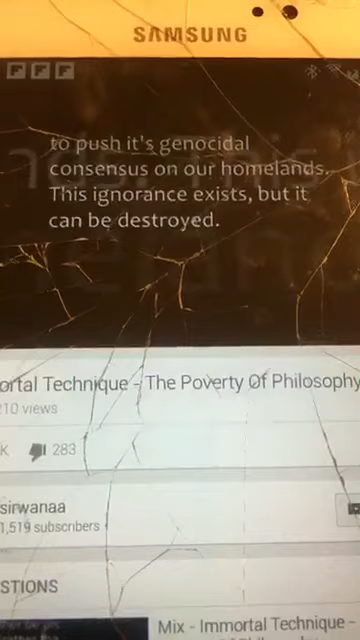 SAMSUNG
to push it's genocidal
consensus on our homelands.
This ignorance exists, but it
can be destroyed.
ortal Technique - The Poverty Of Philosophy
210 views
K 283
sirwanaa
1,519 subscribers
STIONS
Mix - Immortal Technique -